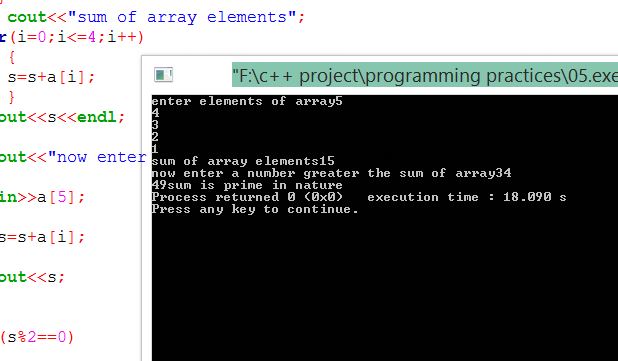 cout<<"sum of array elements";
r(i=0;i<=4;i++)
{
s=s+a[i];
}
out<<s<<endl;
out<<"now enter
in>>a[5];
s=s+a[i];
out<<s;
(s%2==0)
"F:\c++ project\programming practices\05.exe
enter elements of array5
4
3
2
1
sum of array elements15
now enter a number greater the sum of array34
49sum is prime in nature
Process returned 0 (0x0)   execution time : 18.090 s
Press any key to continue.